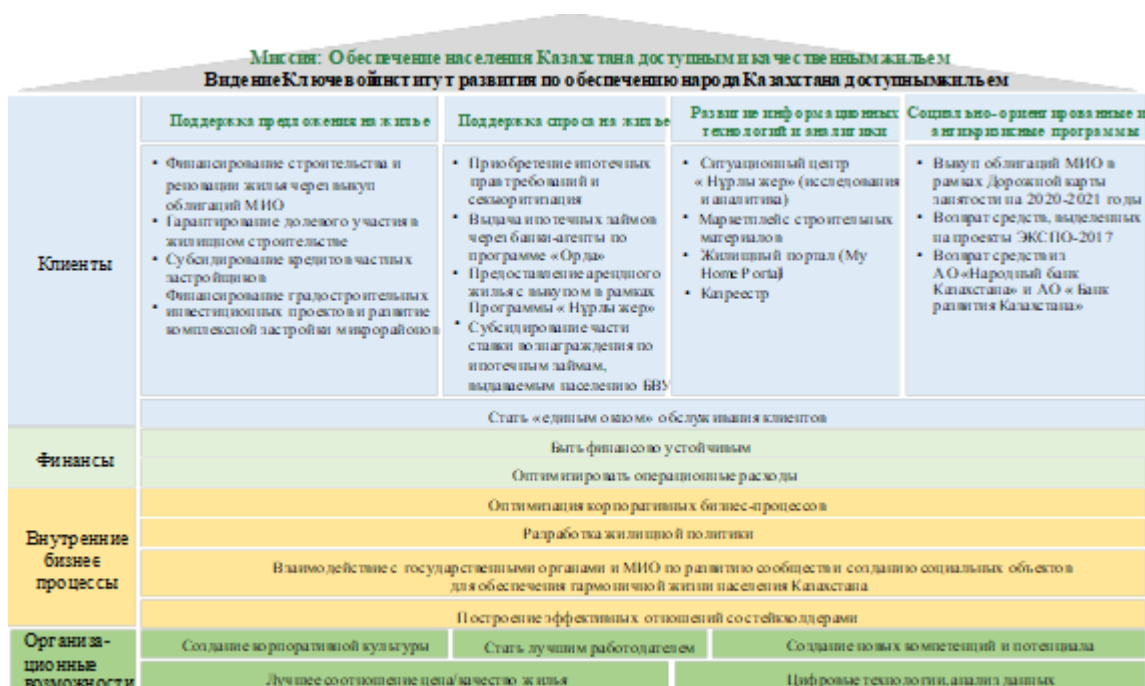 Миссия: Обеспечение населения Казахстана доступным и качественным жильем
Видение Ключевой институт развития по обеспечению народа Казахстана доступным жильем
Поддержка предложения на жилье
Поддержка спроса на жилье
Развитие информационных
технологий и аналитики
Социально-ориентированные и
антикризисные программы
Клиенты
• Финансирование строительства и
реновации жилья через выкуп
облигаций МИО
• Гарантирование долевого участия в
жилищном строительстве
• Субсидирование кредитов частных
застройщиков
• Финансирование градостроительных
инвестиционных проектов и развитие
комплексной застройки микрорайонов
• Приобретение ипотечных
прав требований и
секьюритизация
• Выдача ипотечных займов
через банки-агенты по
программе «Орда»
• Предоставление арендного
жилья с выкупом в рамках
Программы «Нұрлы жер»
• Субсидирование части
ставки вознаграждения по
ипотечным займам,
выдаваемым населению БВУ
• Ситуационный центр
«Нұрлы жер» (исследования
и аналитика)
• Маркетплейс строительных
материалов
• Жилищный портал (My
Home Portal)
• Казреестр
• Выкуп облигаций МИО в
рамках Дорожной карты
занятости на 2020-2021 годы
• Возврат средств, выделенных
на проекты ЭКСПО-2017
• Возврат средств из
АО «Народный банк
Казахстана» и АО «Банк
развития Казахстана»
Стать «единым окном» обслуживания клиентов
Финансы
Быть финансово устойчивым
Оптимизировать операционные расходы
Внутренние
бизнес
процессы
Оптимизация корпоративных бизнес-процессов
Разработка жилищной политики
Взаимодействие с государственными органами и МИО по развитию сообществ и созданию социальных объектов
для обеспечения гармоничной жизни населения Казахстана
Построение эффективных отношений со стейкхолдерами
Организа-
ционные
возможности
Создание корпоративной культуры
Стать лучшим работодателем
Создание новых компетенций и потенциала
Лучшее соотношение цена/качество жилья
Цифровые технологии, анализ данных